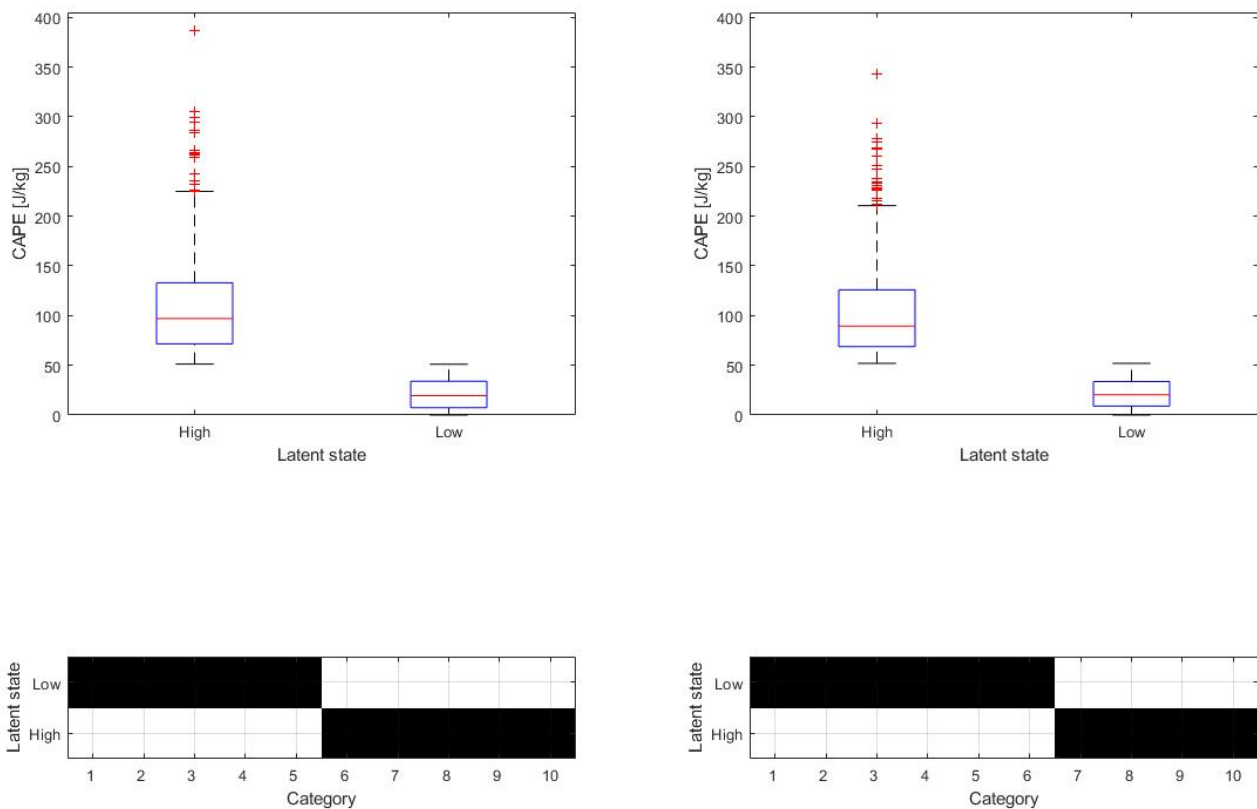 400
350
300
250
200
150
100
50
0
CAPE [J/kg]
High
Low
Latent state
400
350
300
250
200
150
100
50
0
CAPE [J/kg]
High
Low
Latent state
Latent state
Low
High
1 2 3 4 5 6 7 8 9 10
Category
Latent state
Low
High
1 2 3 4 5 6 7 8 9 10
Category